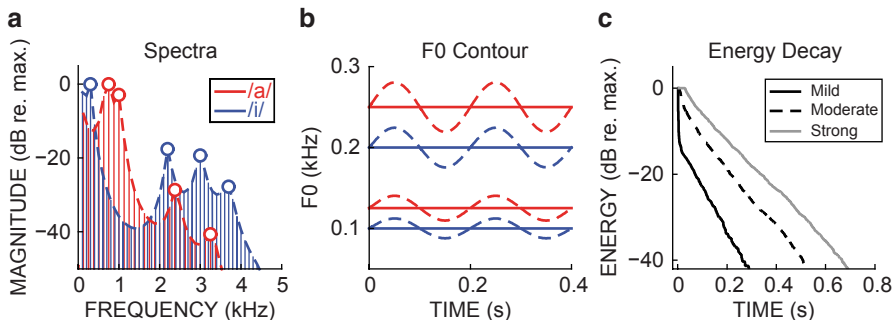 a
Spectra
MAGNITUDE (dB re. max.)
0
−20
−40
/a/
/i/
0 1 2 3 4 5
FREQUENCY (kHz)
b
F0 Contour
F0 (kHz)
0.3
0.2
0.1
0 0.2 0.4
TIME (s)
c
Energy Decay
ENERGY (dB re. max.)
0
−20
−40
Mild
Moderate
Strong
0 0.2 0.4 0.6 0.8
TIME (s)